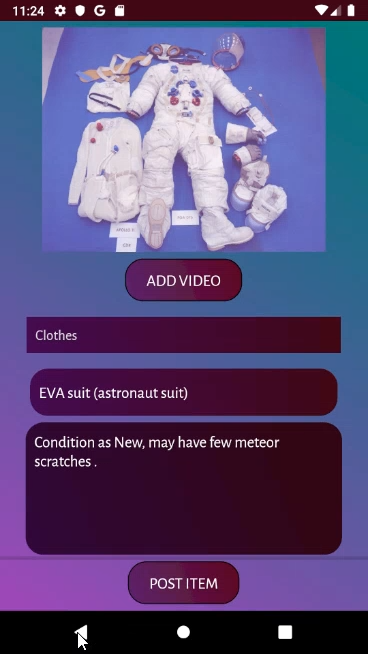 11:24
ADD VIDEO
Clothes
EVA suit (astronaut suit)
Condition as New, may have few meteor
scratches .
POST ITEM